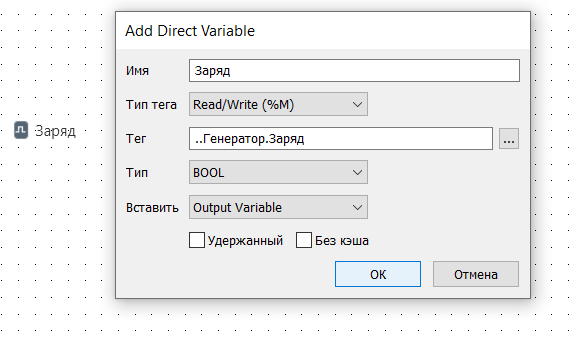 Add Direct Variable
Имя Заряд
Тип тега Read/Write (%M)
Заряд
Тег ..Генератор.Заряд ...
Тип BOOL
Вставить Output Variable
Удержанный Без кэша
OK Отмена